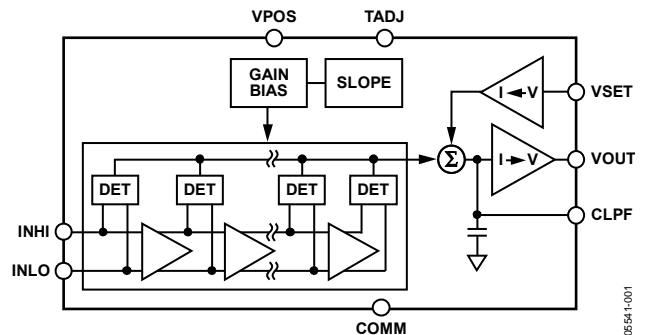 VPOS
TADJ
GAIN
BIAS
SLOPE
I V
VSET
Σ
I V
VOUT
DET
DET
DET
DET
CLPF
INHI
INLO
COMM
05541-001